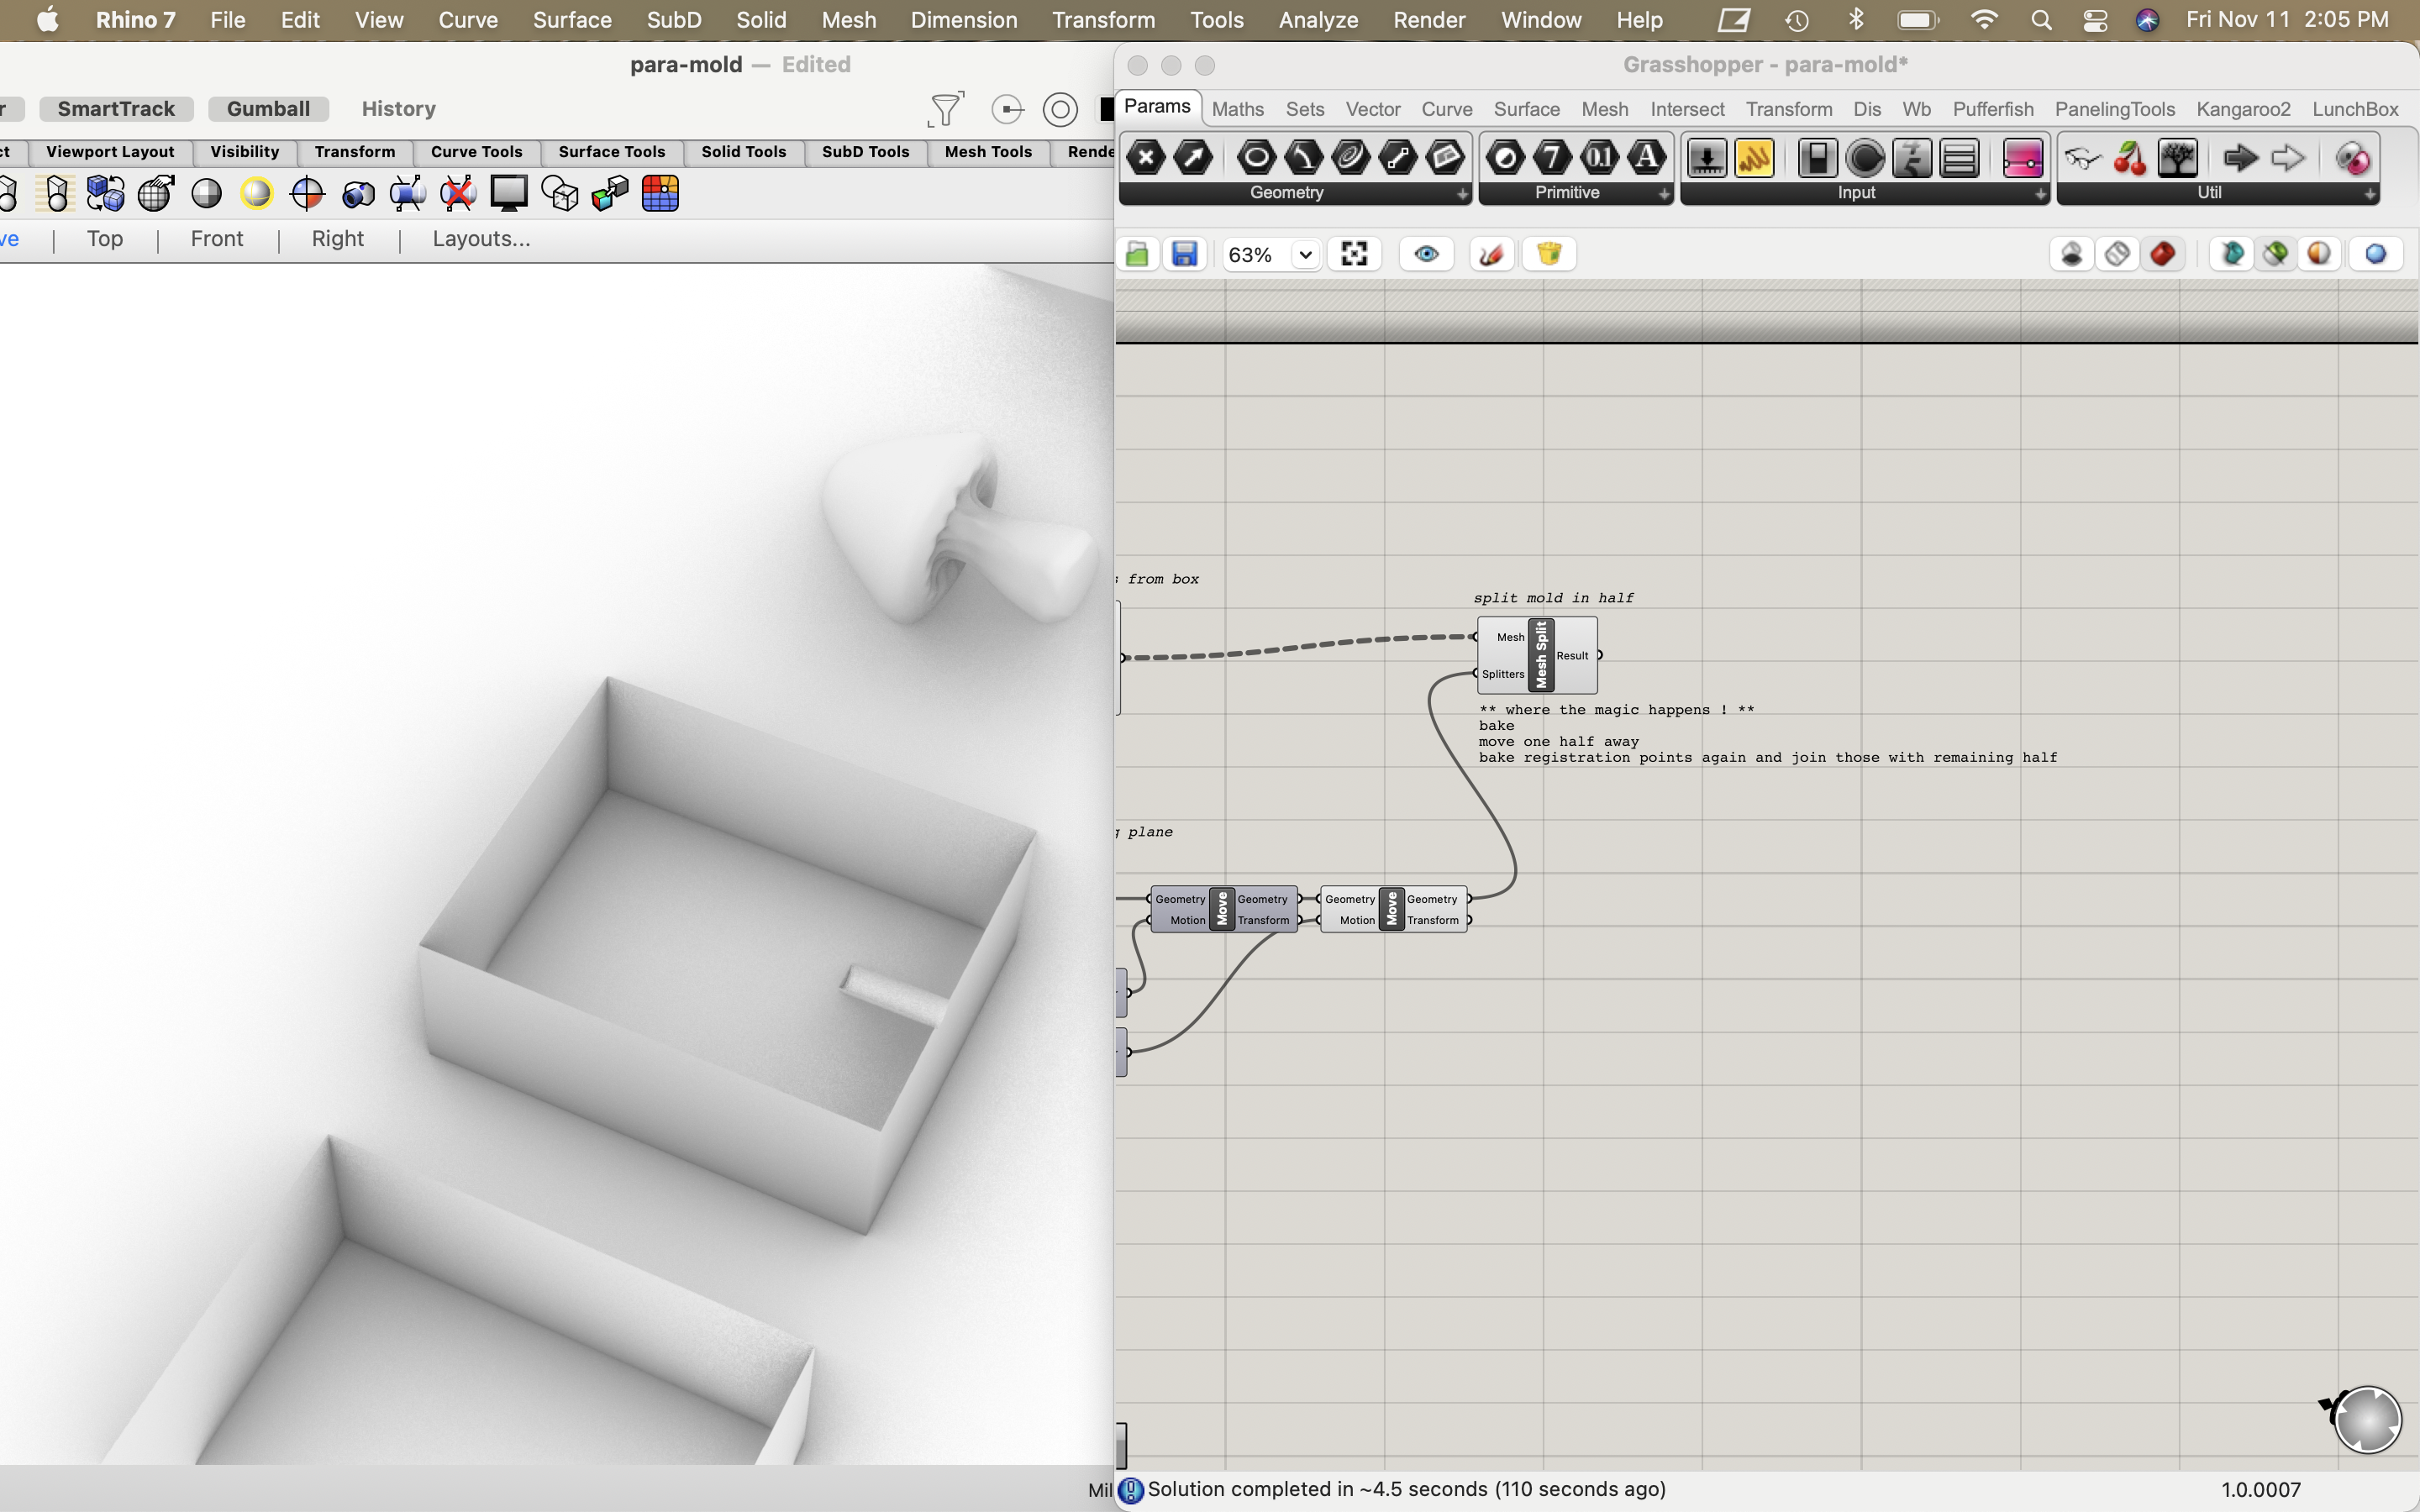 Rhino 7 File Edit View Curve Surface SubD Solid Mesh Dimension Transform Tools Analyze Render Window Help Fri Nov 11 2:05 PM
para-mold — Edited
r SmartTrack Gumball History
ct Viewport Layout Visibility Transform Curve Tools Surface Tools Solid Tools SubD Tools Mesh Tools Rende
ve | Top | Front | Right | Layouts...
Mil
Grasshopper - para-mold*
Params Maths Sets Vector Curve Surface Mesh Intersect Transform Dis Wb Pufferfish PanelingTools Kangaroo2 LunchBox
7 0.1 A
Geometry Primitive Input Util
63%
s from box
split mold in half
Mesh
Splitters
Mesh Split
Result
** where the magic happens ! **
bake
move one half away
bake registration points again and join those with remaining half
g plane
Geometry Move Geometry Geometry Move Geometry
Motion Transform Motion Transform
Solution completed in ~4.5 seconds (110 seconds ago) 1.0.0007